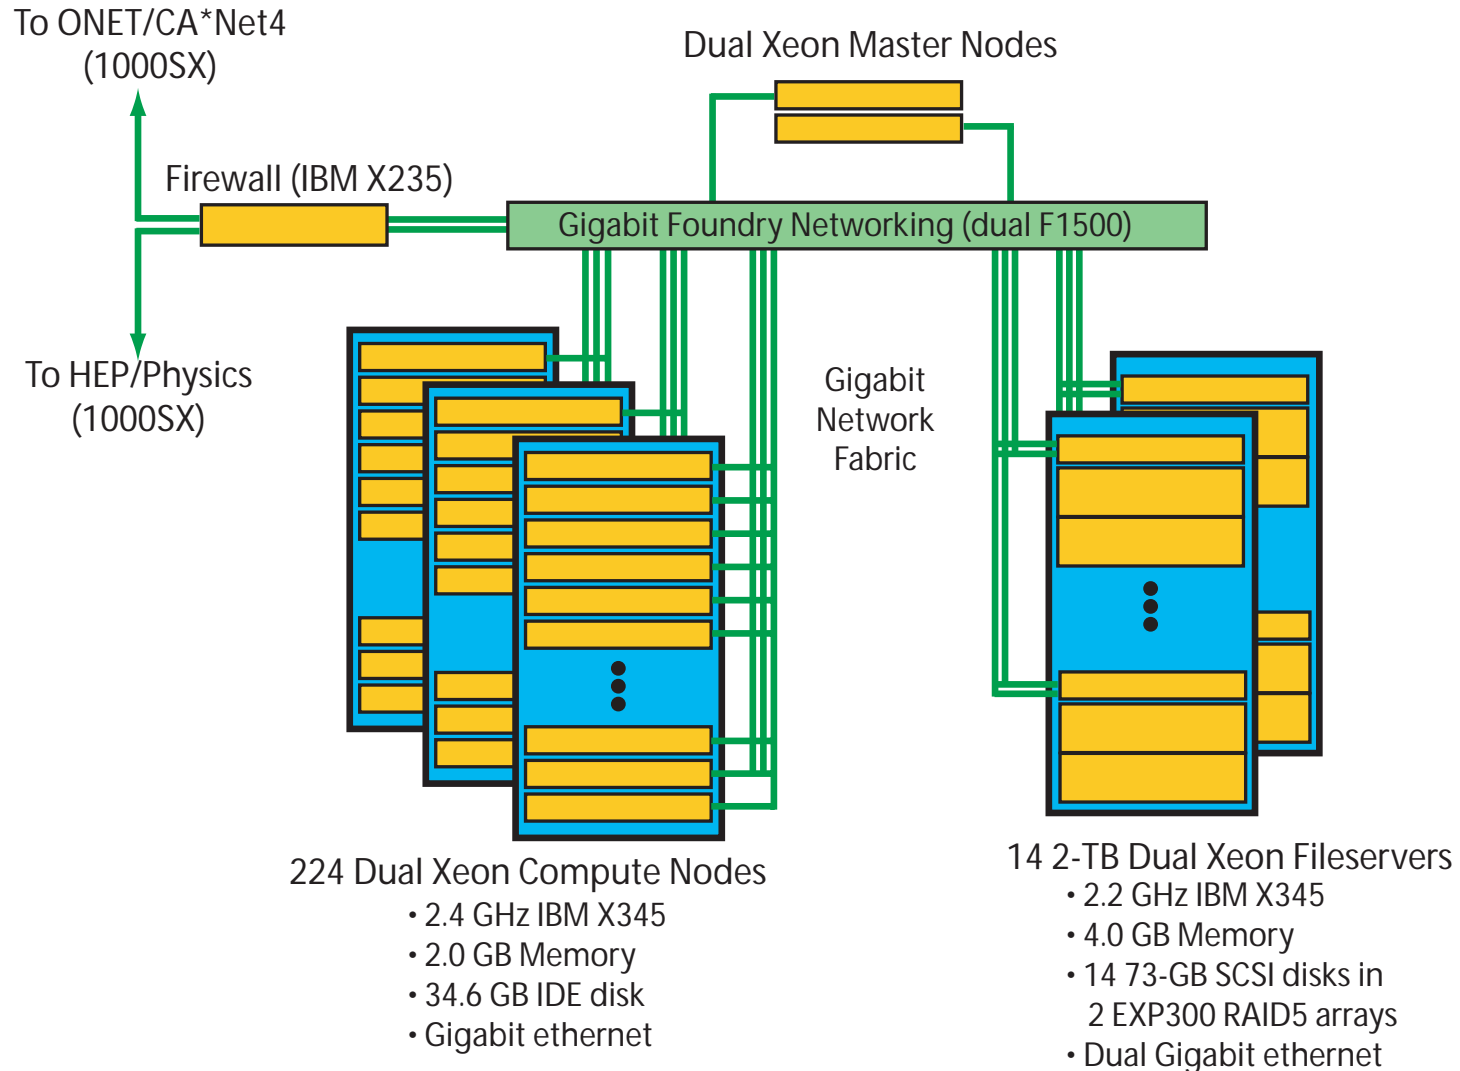 To ONET/CA*Net4
(1000SX)
Dual Xeon Master Nodes
Firewall (IBM X235)
Gigabit Foundry Networking (dual F1500)
To HEP/Physics
(1000SX)
Gigabit
Network
Fabric
224 Dual Xeon Compute Nodes
• 2.4 GHz IBM X345
• 2.0 GB Memory
• 34.6 GB IDE disk
• Gigabit ethernet
14 2-TB Dual Xeon Fileservers
• 2.2 GHz IBM X345
• 4.0 GB Memory
• 14 73-GB SCSI disks in
2 EXP300 RAID5 arrays
• Dual Gigabit ethernet